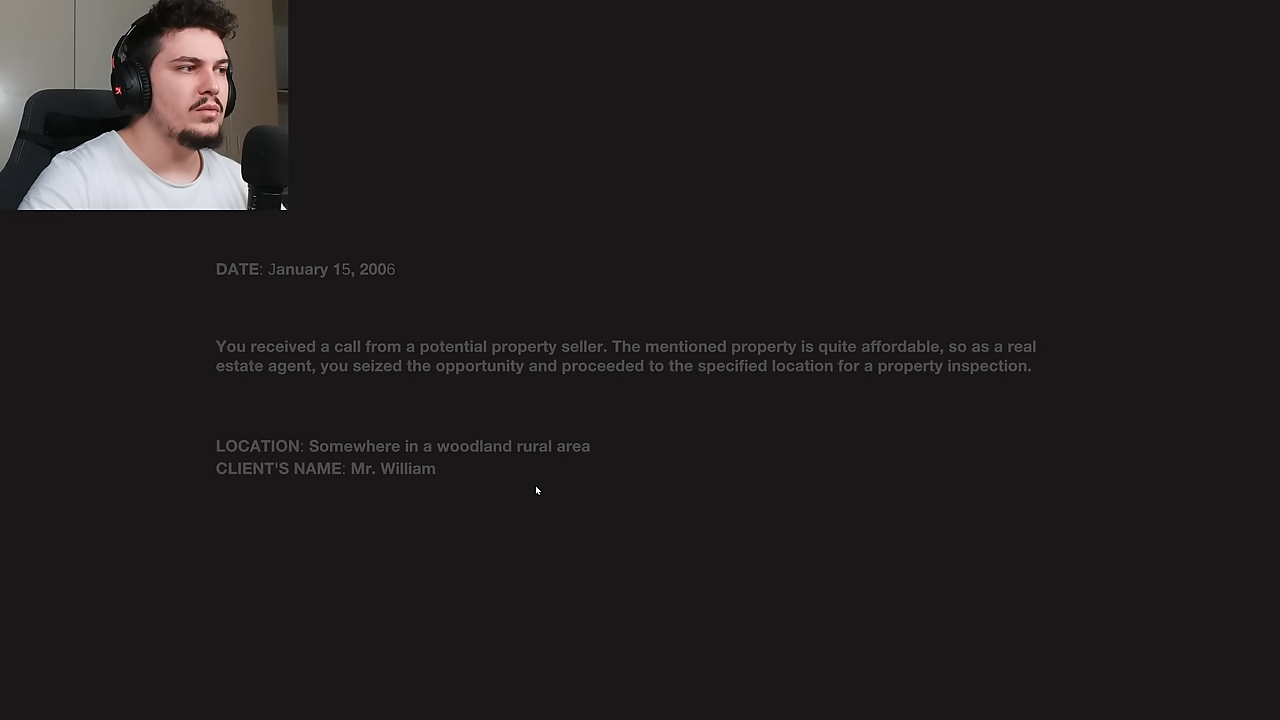 DATE: January 15, 2006
You received a call from a potential property seller. The mentioned property is quite affordable, so as a real
estate agent, you seized the opportunity and proceeded to the specified location for a property inspection.
LOCATION: Somewhere in a woodland rural area
CLIENT'S NAME: Mr. William